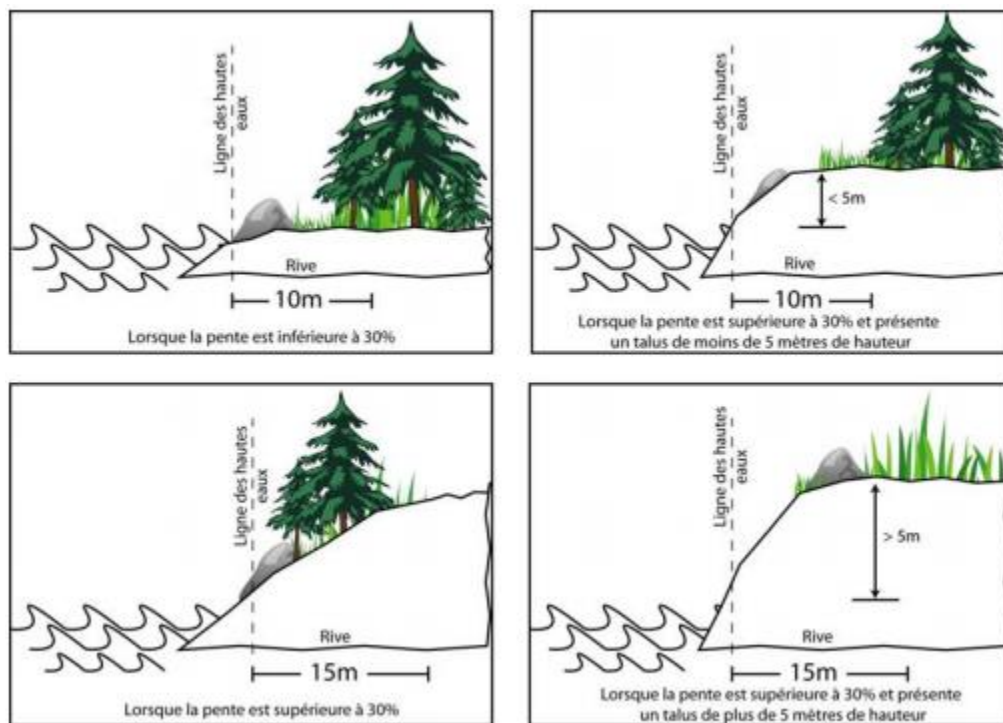 Ligne des hautes
eaux
Rive
10m
Lorsque la pente est inférieure à 30%
Ligne des hautes
eaux
< 5m
Rive
10m
Lorsque la pente est supérieure à 30% et présente
un talus de moins de 5 mètres de hauteur
Ligne des hautes
eaux
Rive
15m
Lorsque la pente est supérieure à 30%
Ligne des hautes
eaux
> 5m
Rive
15m
Lorsque la pente est supérieure à 30% et présente
un talus de plus de 5 mètres de hauteur